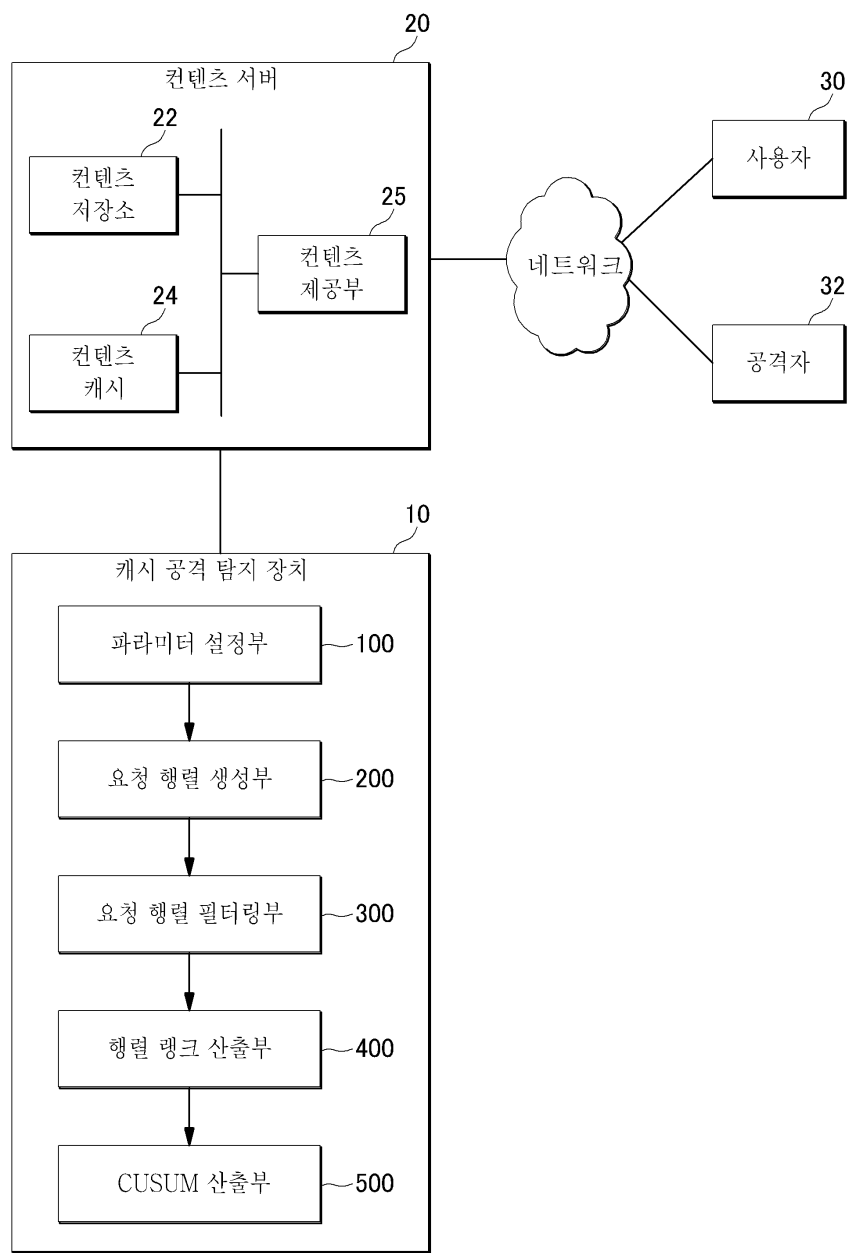 20
컨텐츠 서버
22
컨텐츠
저장소
25
컨텐츠
제공부
24
컨텐츠
캐시
네트워크
30
사용자
32
공격자
10
캐시 공격 탐지 장치
파라미터 설정부
100
요청 행렬 생성부
200
요청 행렬 필터링부
300
행렬 랭크 산출부
400
CUSUM 산출부
500